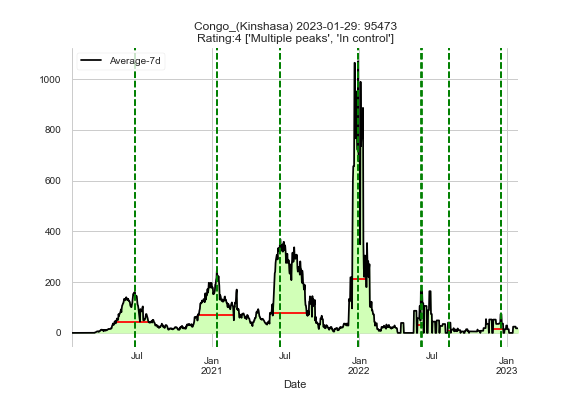 Congo_(Kinshasa) 2023-01-29: 95473
Rating:4 ['Multiple peaks', 'In control']
Average-7d
1000
800
600
400
200
0
Jul
Jan
2021
Jul
Jan
2022
Jul
Jan
2023
Date